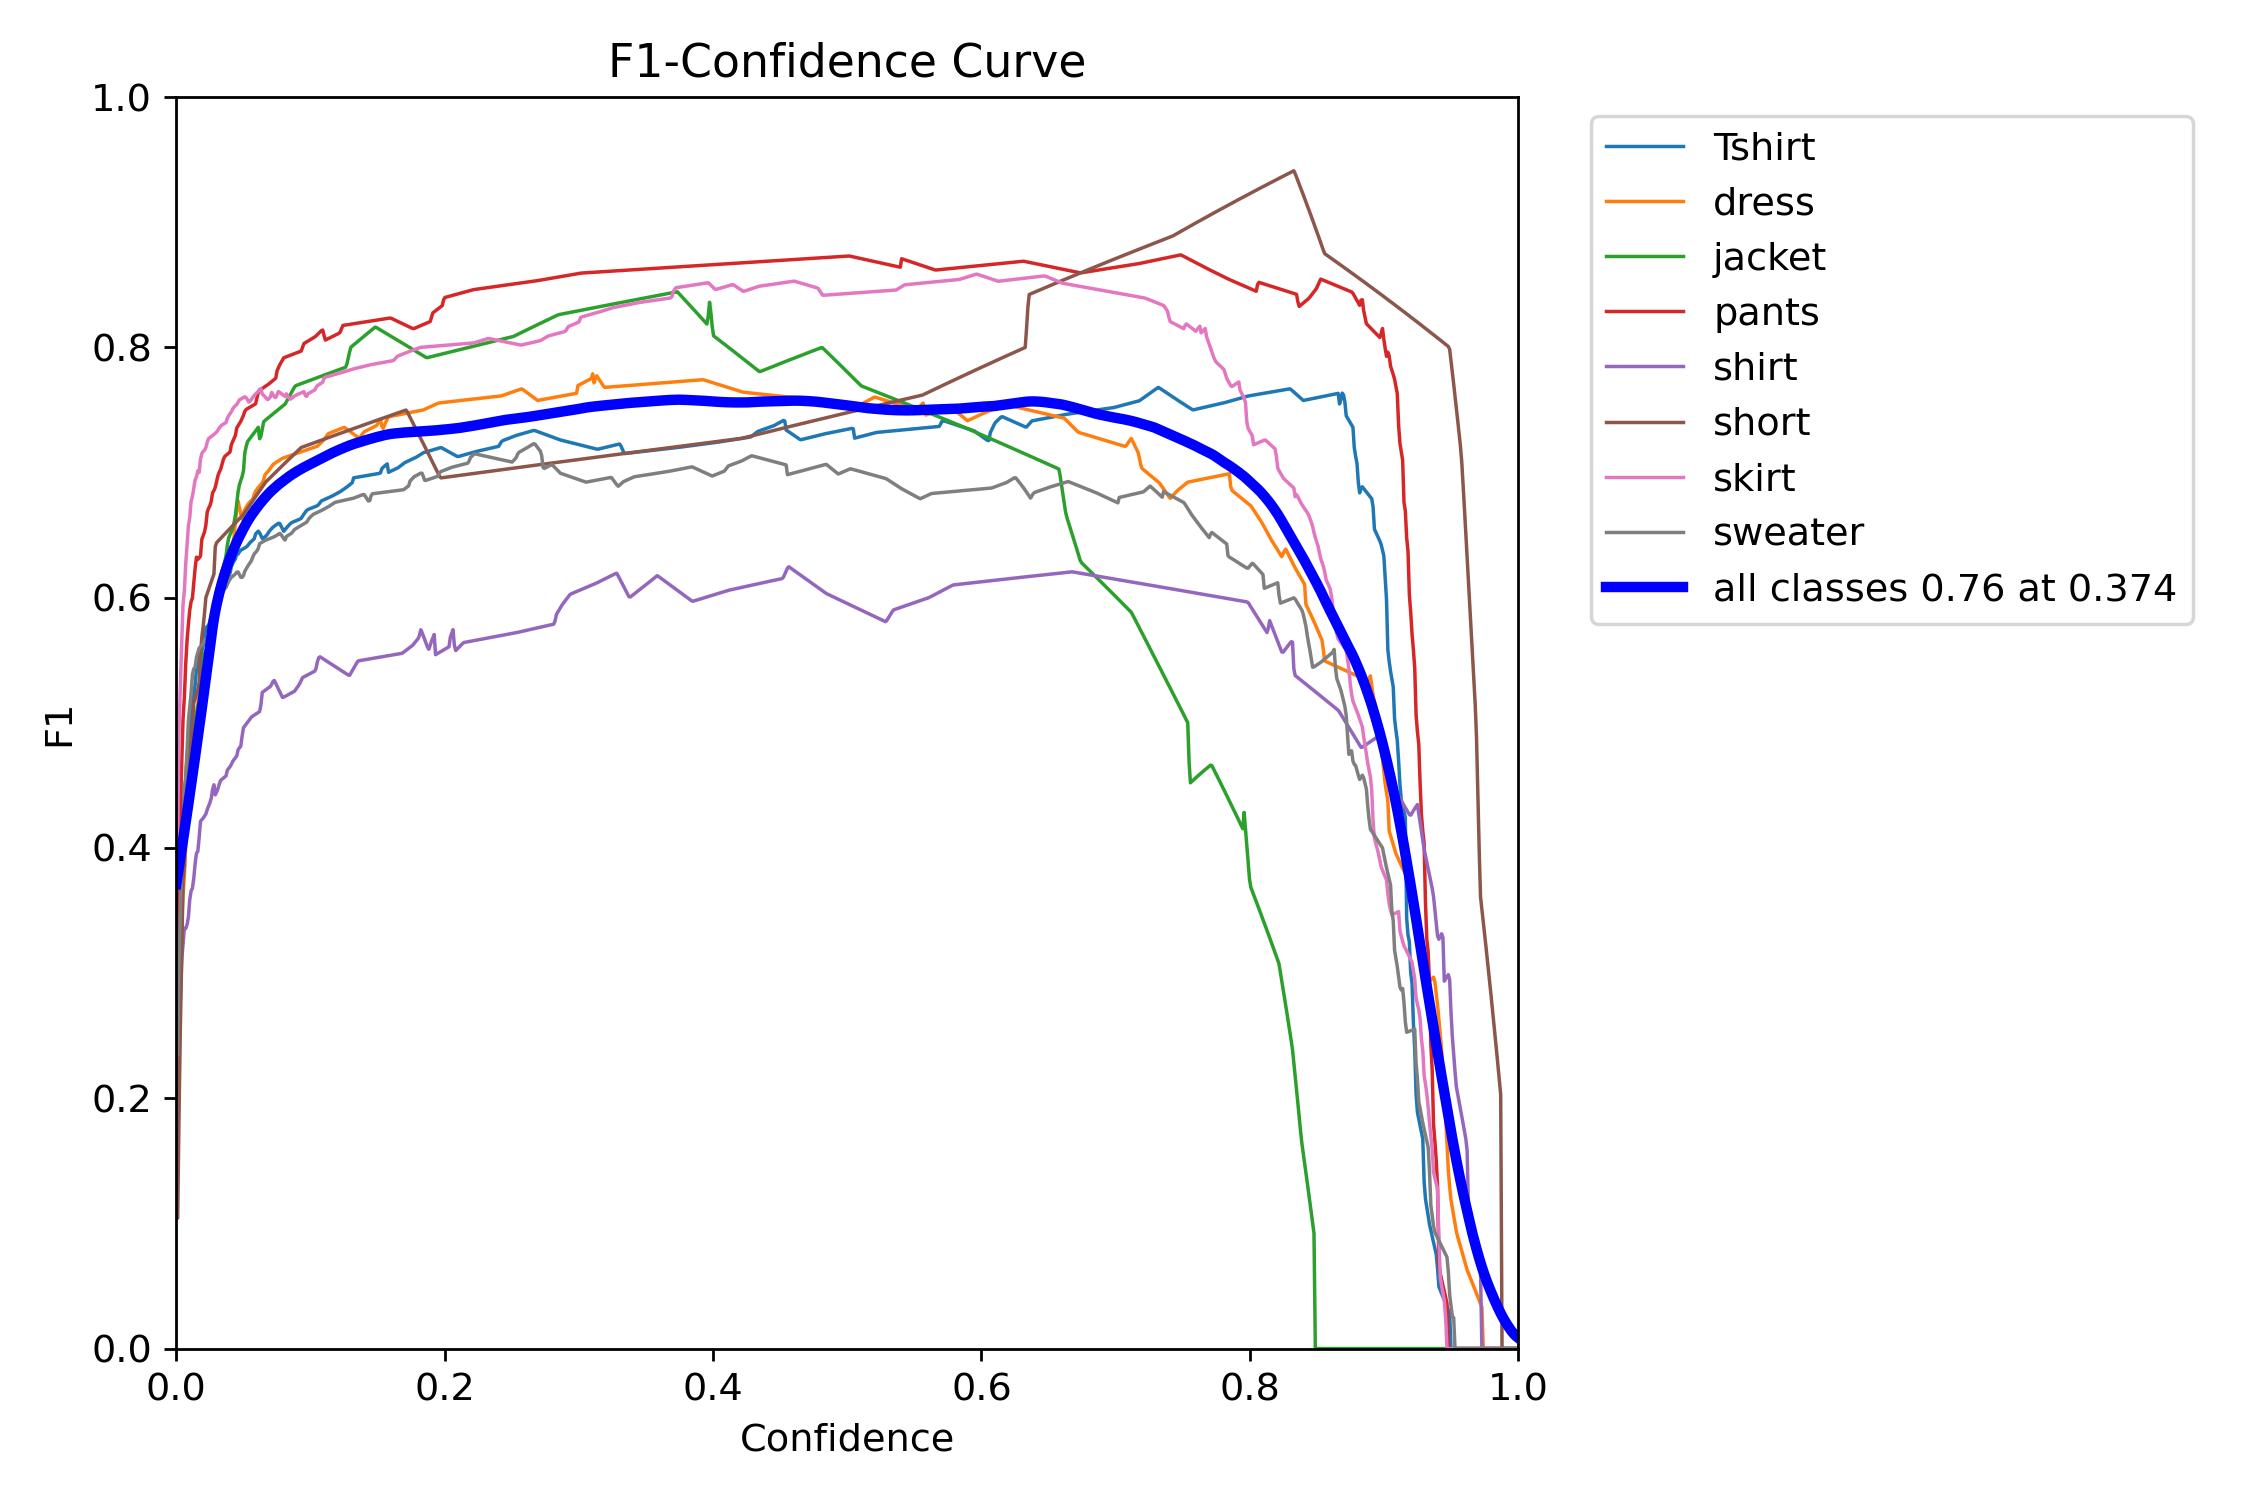 F1-Confidence Curve
1.0
0.8
0.6
0.4
0.2
0.0
F1
0.0 0.2 0.4 0.6 0.8 1.0
Confidence
Tshirt
dress
jacket
pants
shirt
short
skirt
sweater
all classes 0.76 at 0.374